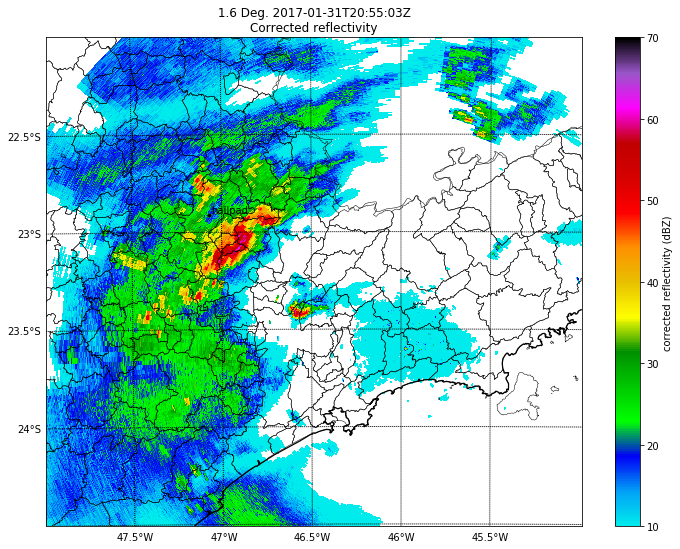 1.6 Deg. 2017-01-31T20:55:03Z
Corrected reflectivity
22.5°S
23°S
23.5°S
24°S
47.5°W
47°W
46.5°W
46°W
45.5°W
70
60
50
40
30
20
10
corrected reflectivity (dBZ)